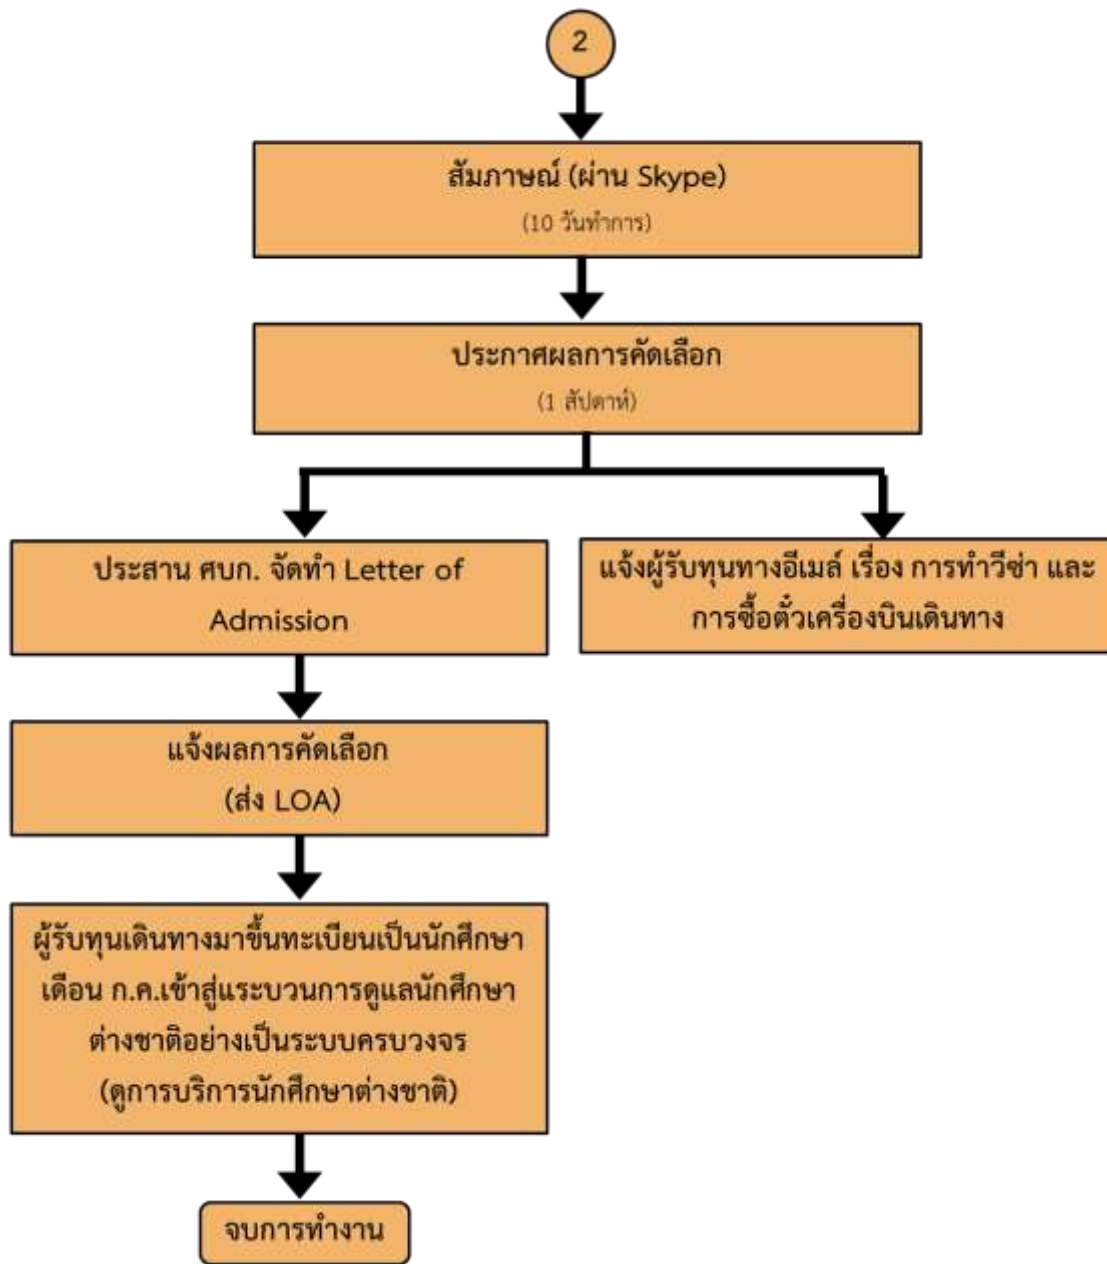 2
สัมภาษณ์ (ผ่าน Skype)
(10 วันทำการ)
ประกาศผลการคัดเลือก
(1 สัปดาห์)
ประสาน ศบก. จัดทำ Letter of
Admission
แจ้งผู้รับทุนทางอีเมล์ เรื่อง การทำวีซ่า และ
การซื้อตั๋วเครื่องบินเดินทาง
แจ้งผลการคัดเลือก
(ส่ง LOA)
ผู้รับทุนเดินทางมาขึ้นทะเบียนเป็นนักศึกษา
เดือน ก.ค.เข้าสู่แระบวนการดูแลนักศึกษา
ต่างชาติอย่างเป็นระบบครบวงจร
(ดูการบริการนักศึกษาต่างชาติ)
จบการทำงาน